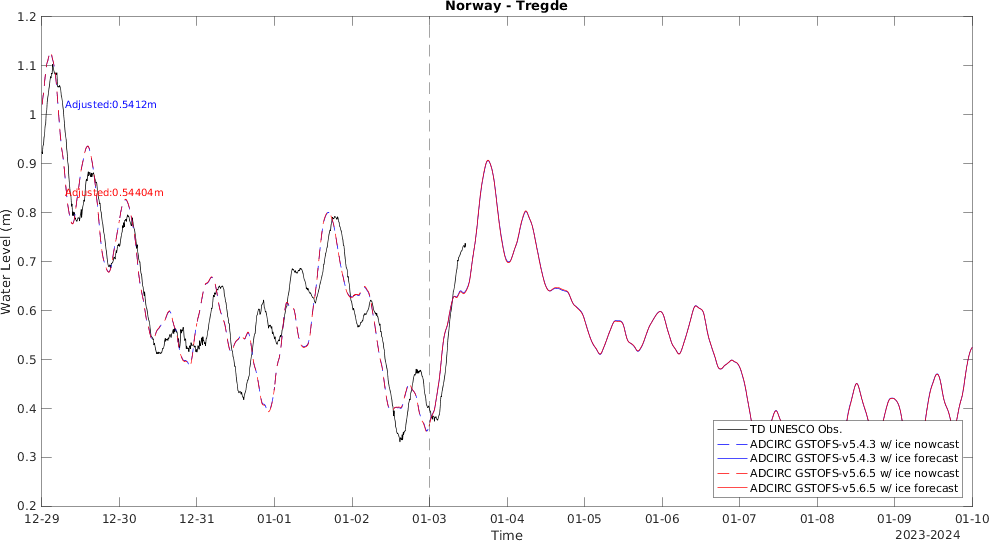 Norway - Tregde
1.2
1.1
1
0.9
0.8
0.7
0.6
0.5
0.4
0.3
0.2
Water Level (m)
Adjusted:0.5412m
Adjusted:0.54404m
TD UNESCO Obs.
ADCIRC GSTOFS-v5.4.3 w/ ice nowcast
ADCIRC GSTOFS-v5.4.3 w/ ice forecast
ADCIRC GSTOFS-v5.6.5 w/ ice nowcast
ADCIRC GSTOFS-v5.6.5 w/ ice forecast
12-29 12-30 12-31 01-01 01-02 01-03 01-04 01-05 01-06 01-07 01-08 01-09 01-10
Time
2023-2024